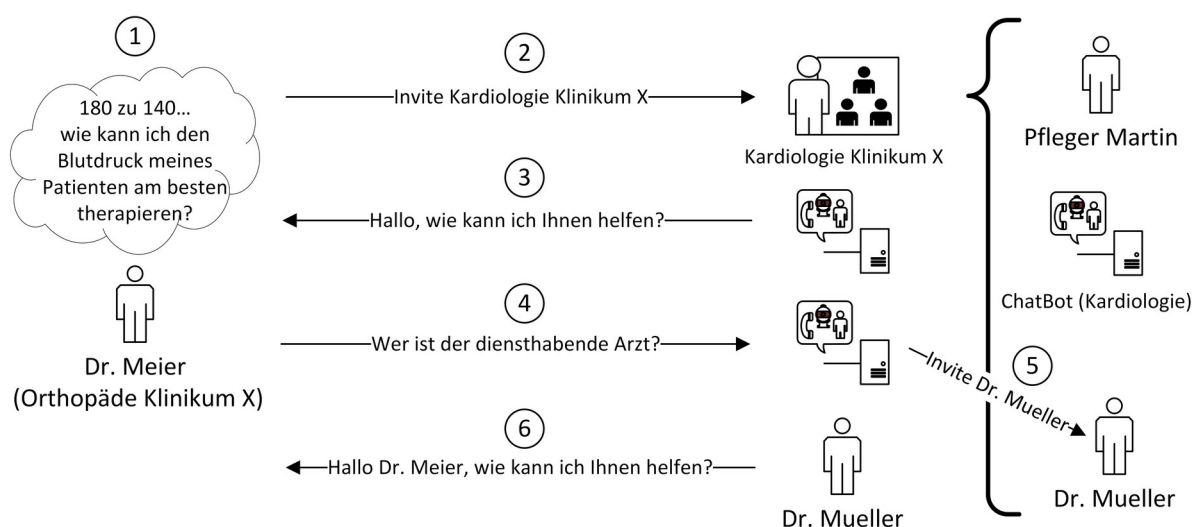 1
180 zu 140...
wie kann ich den
Blutdruck meines
Patienten am besten
therapieren?
Dr. Meier
(Orthopäde Klinikum X)
2
Invite Kardiologie Klinikum X
Kardiologie Klinikum X
3
Hallo, wie kann ich Ihnen helfen?
4
Wer ist der diensthabende Arzt?
5
Invite Dr. Mueller
6
Hallo Dr. Meier, wie kann ich Ihnen helfen?
Dr. Mueller
Pfleger Martin
ChatBot (Kardiologie)
Dr. Mueller